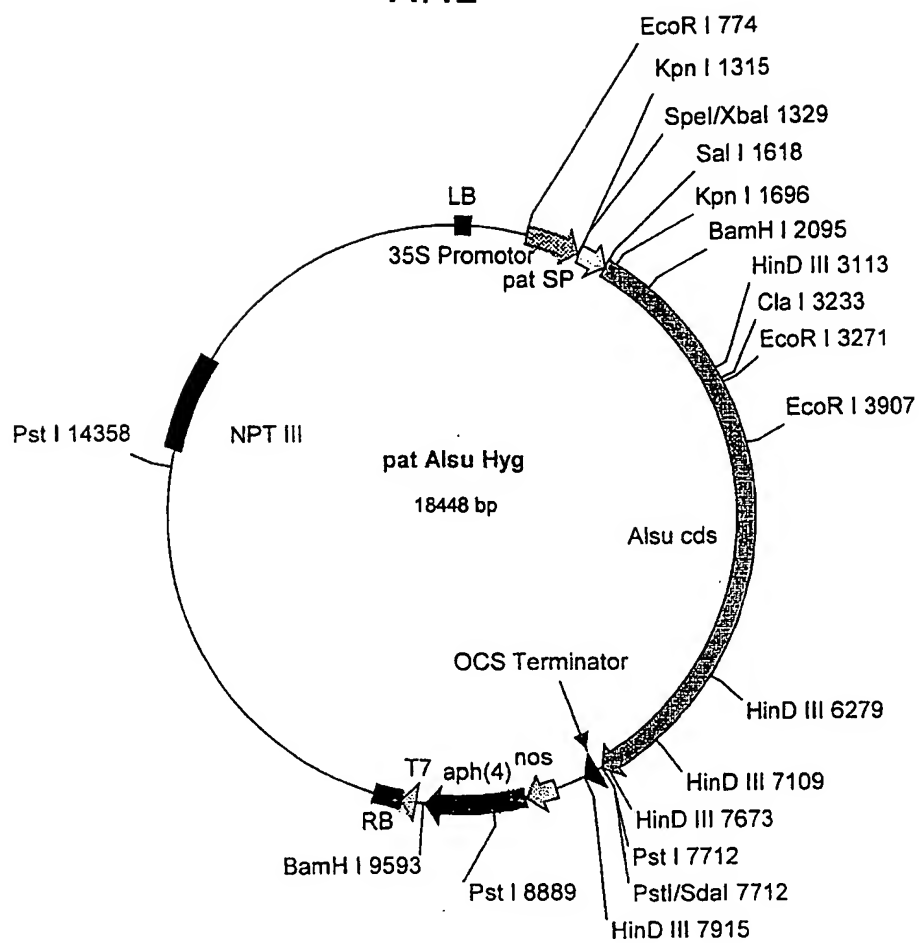 EcoR I 774
Kpn I 1315
SpeI/XbaI 1329
Sal I 1618
LB
Kpn I 1696
35S Promotor
BamH I 2095
pat SP
HinD III 3113
Cla I 3233
EcoR I 3271
EcoR I 3907
Pst I 14358
NPT III
pat Alsu Hyg
18448 bp
Alsu cds
OCS Terminator
HinD III 6279
T7
aph(4)
nos
HinD III 7109
RB
HinD III 7673
BamH I 9593
Pst I 7712
Pst I 8889
PstI/SdaI 7712
HinD III 7915